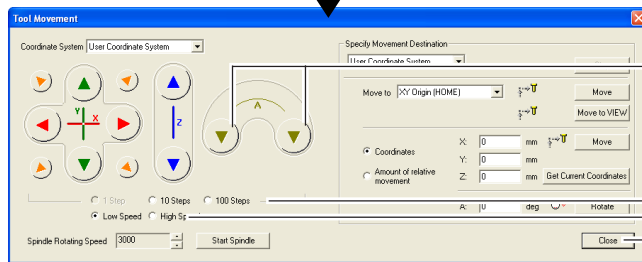 Tool Movement
Coordinate System User Coordinate System
Specify Movement Destination
User Coordinate System
Y
X
Z
A
Move to XY Origin (HOME) Move
Move to VIEW
Coordinates
Amount of relative movement
X: 0 mm Move
Y: 0 mm
Z: 0 mm Get Current Coordinates
A: 0 deg Rotate
1 Step 10 Steps 100 Steps
Low Speed High Speed
Spindle Rotating Speed 3000 Start Spindle
Close